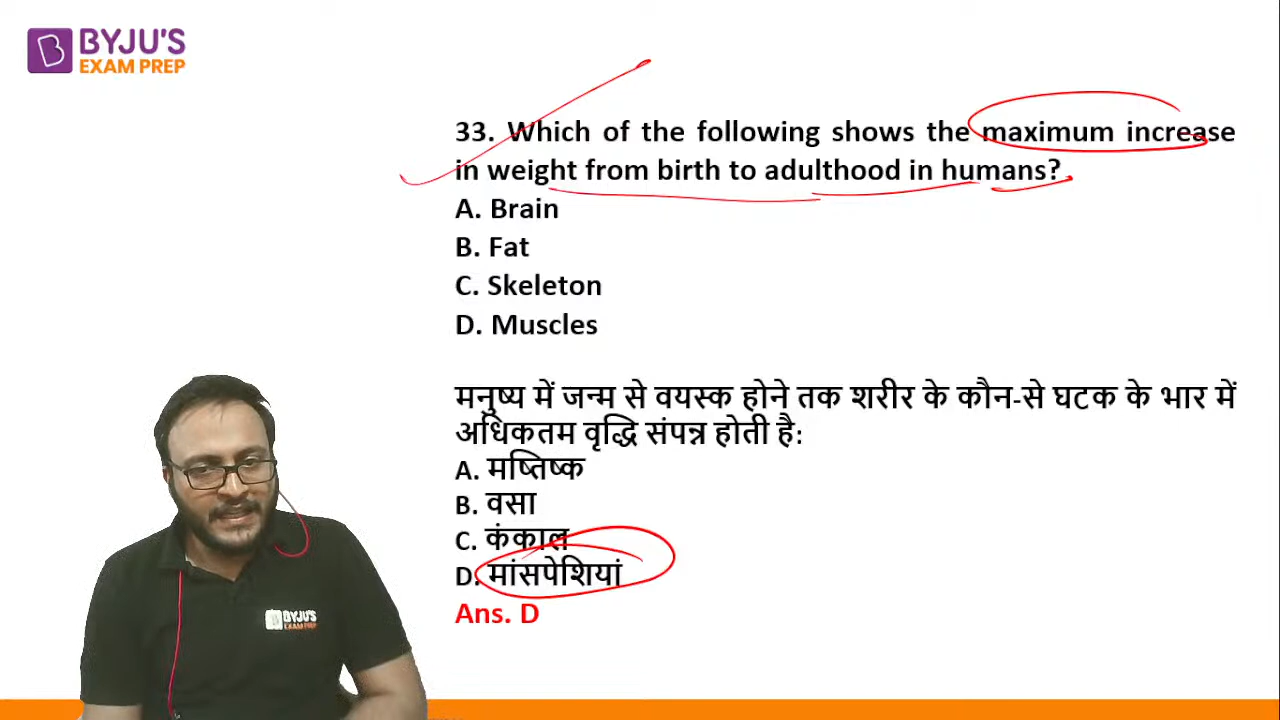 BYJU'S
EXAM PREP
33. Which of the following shows the maximum increase
in weight from birth to adulthood in humans?
A. Brain
B. Fat
C. Skeleton
D. Muscles
मनुष्य में जन्म से वयस्क होने तक शरीर के कौन-से घटक के भार में
अधिकतम वृद्धि संपन्न होती है:
A. मष्तिष्क
B. वसा
C. कंकाल
D. मांसपेशियां
Ans. D
BYJU'S
EXAM PREP